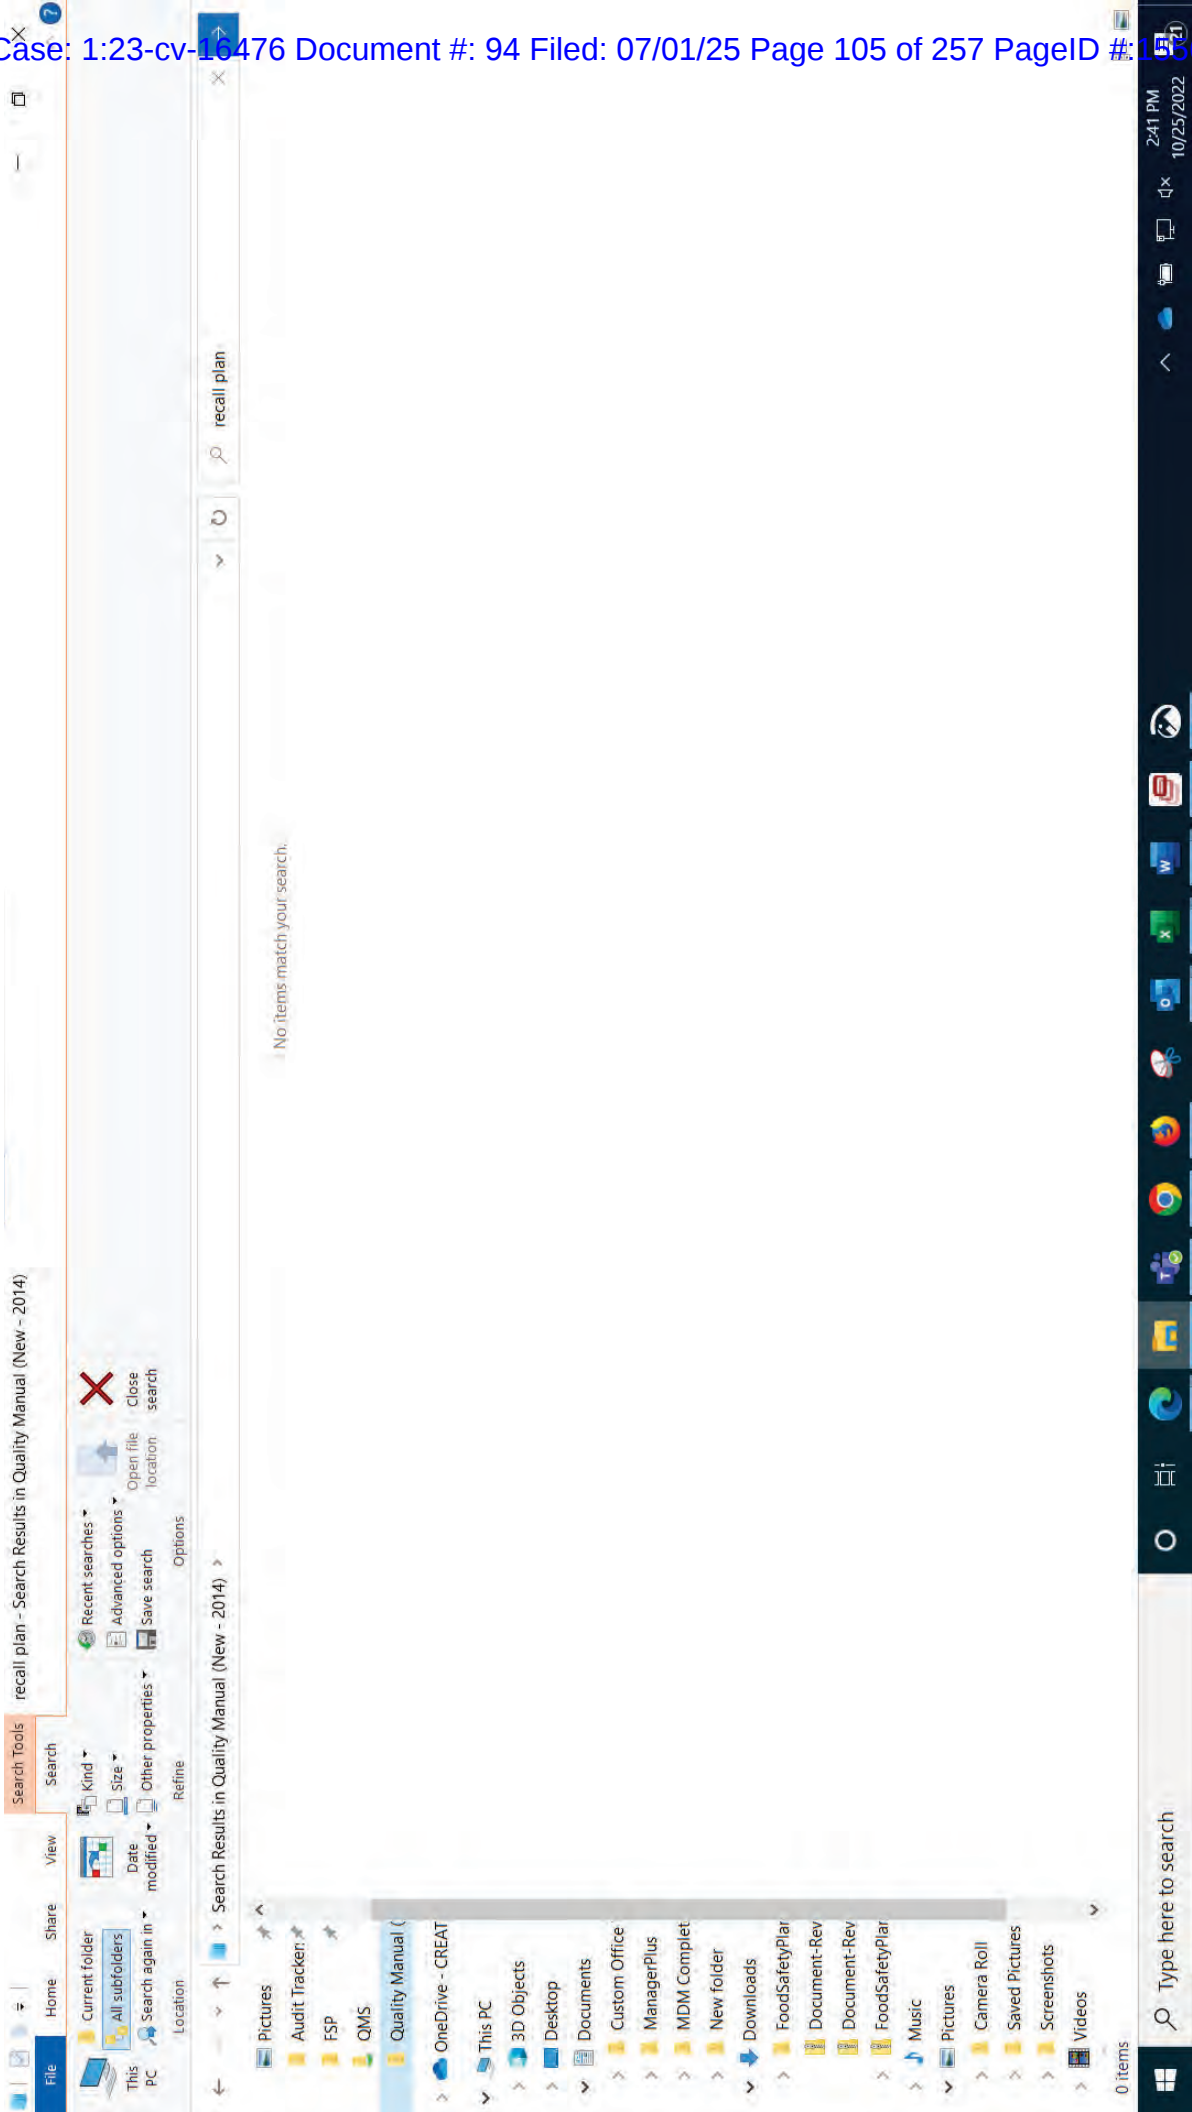 Case: 1:23-cv-16476 Document #: 94 Filed: 07/01/25 Page 105 of 257 PageID #:
Search Tools
recall plan - Search Results in Quality Manual (New - 2014)
File
Home
Share
View
Search
This PC
Current folder
All subfolders
Search again in
Location
Date modified
Kind
Size
Other properties
Refine
Recent searches
Advanced options
Save search
Options
Open file location
Close search
Search Results in Quality Manual (New - 2014)
recall plan
Pictures
Audit Tracker
FSP
QMS
Quality Manual (
OneDrive - CREAT
This PC
3D Objects
Desktop
Documents
Custom Office
ManagerPlus
MDM Complet
New folder
Downloads
FoodSafetyPlar
Document-Rev
Document-Rev
FoodSafetyPlar
Music
Pictures
Camera Roll
Saved Pictures
Screenshots
Videos
No items match your search.
0 items
Type here to search
2:41 PM
10/25/2022
21